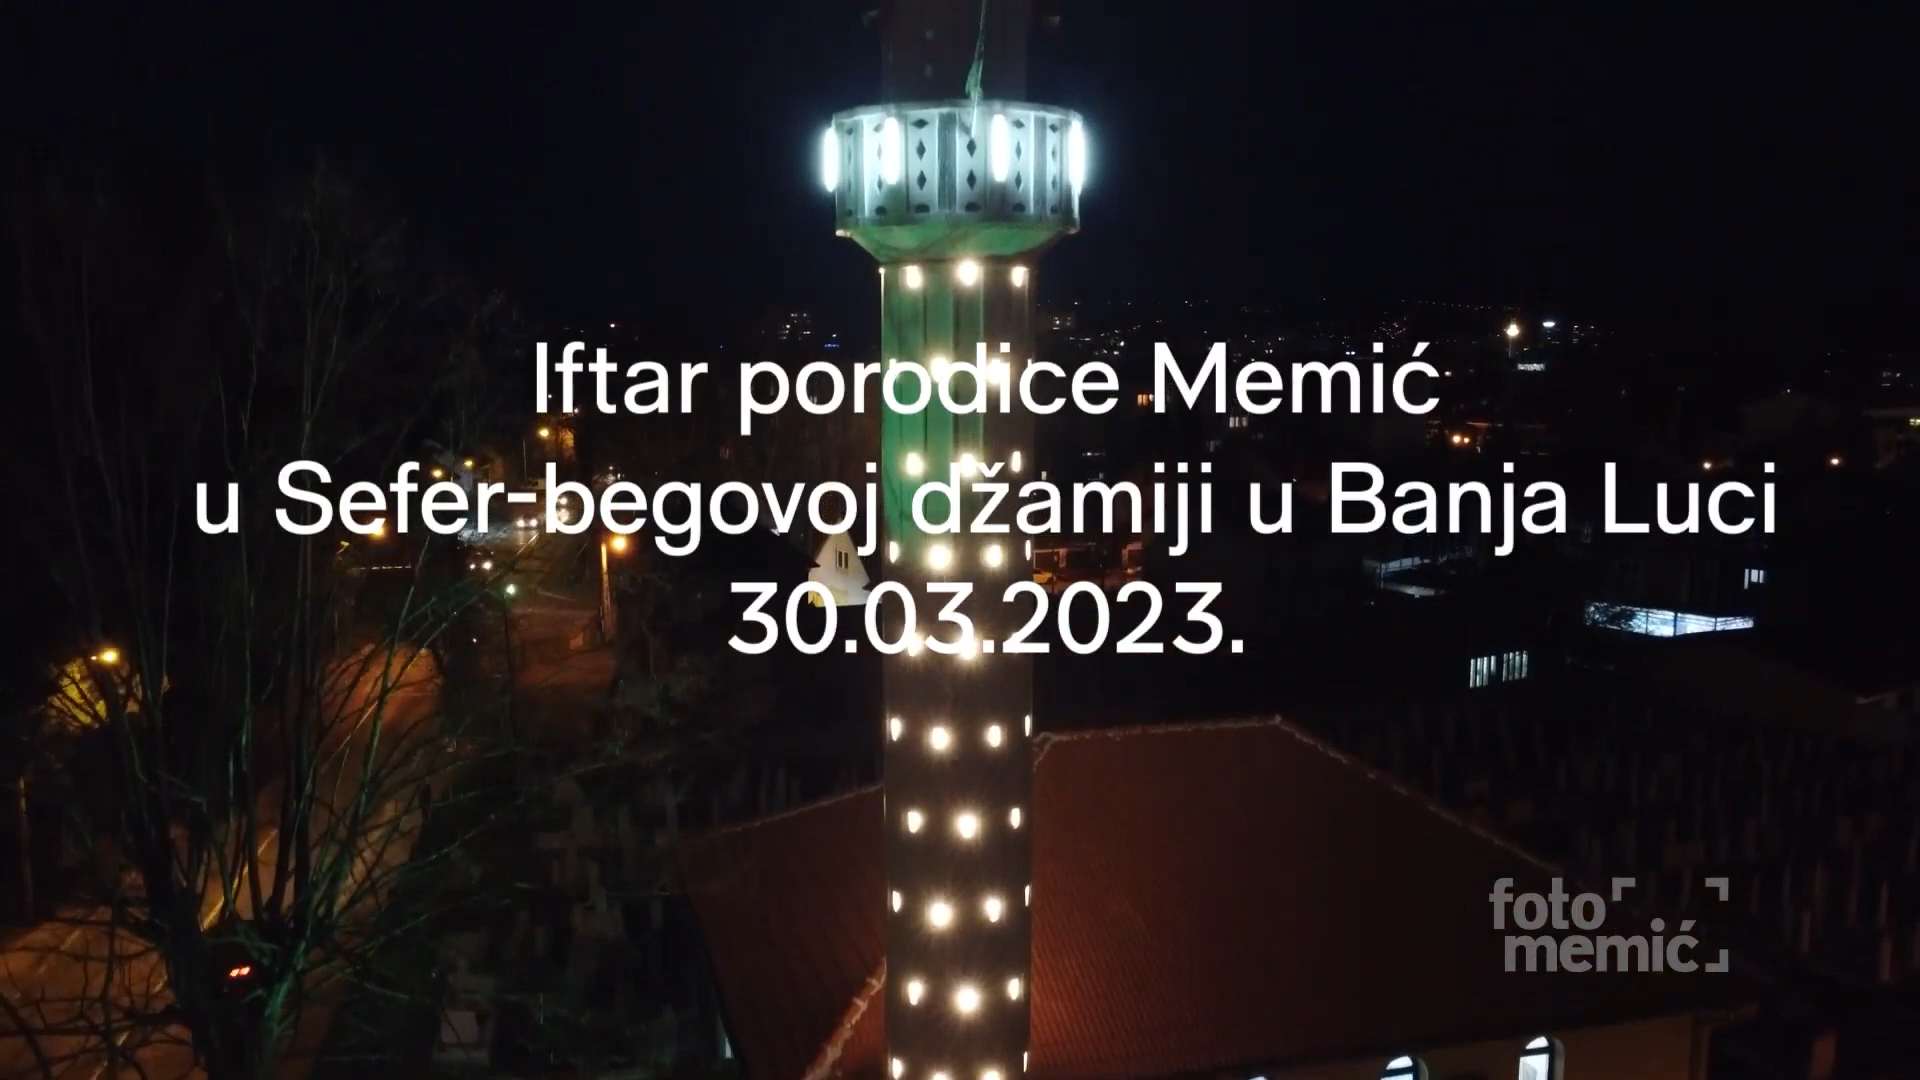 Iftar porodice Memić
u Sefer-begovoj džamiji u Banja Luci
30.03.2023.
foto
memić